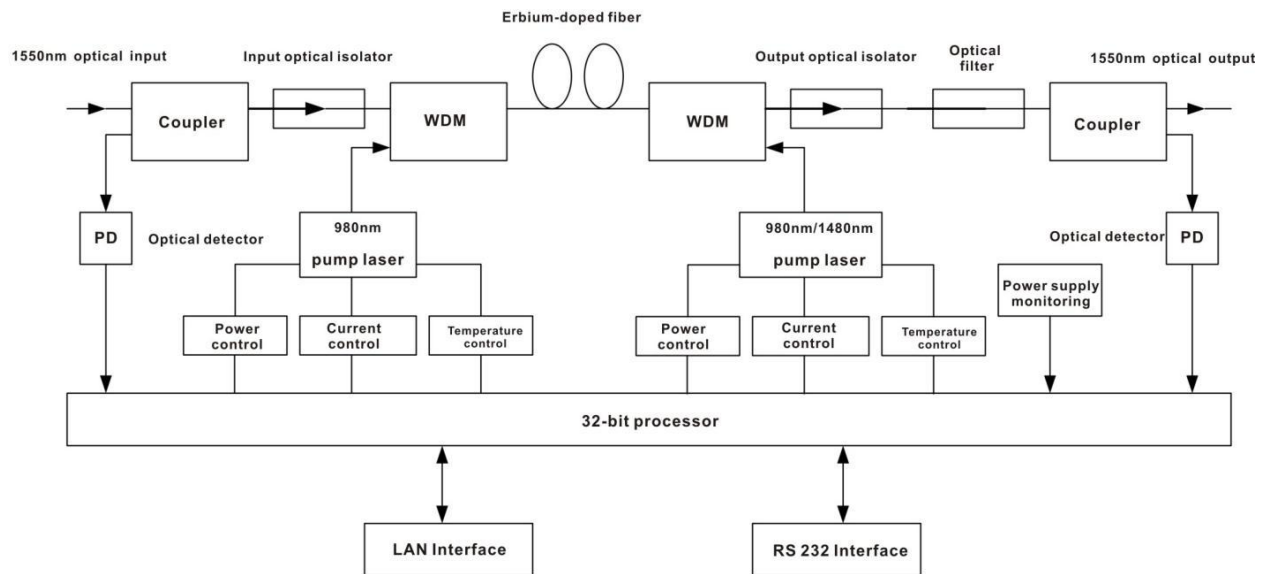 Erbium-doped fiber
1550nm optical input
Input optical isolator
Output optical isolator
Optical
filter
1550nm optical output
Coupler
WDM
WDM
Coupler
PD
Optical detector
980nm
pump laser
980nm/1480nm
pump laser
Optical detector
PD
Power supply
monitoring
Power
control
Current
control
Temperature
control
Power
control
Current
control
Temperature
control
32-bit processor
LAN Interface
RS 232 Interface